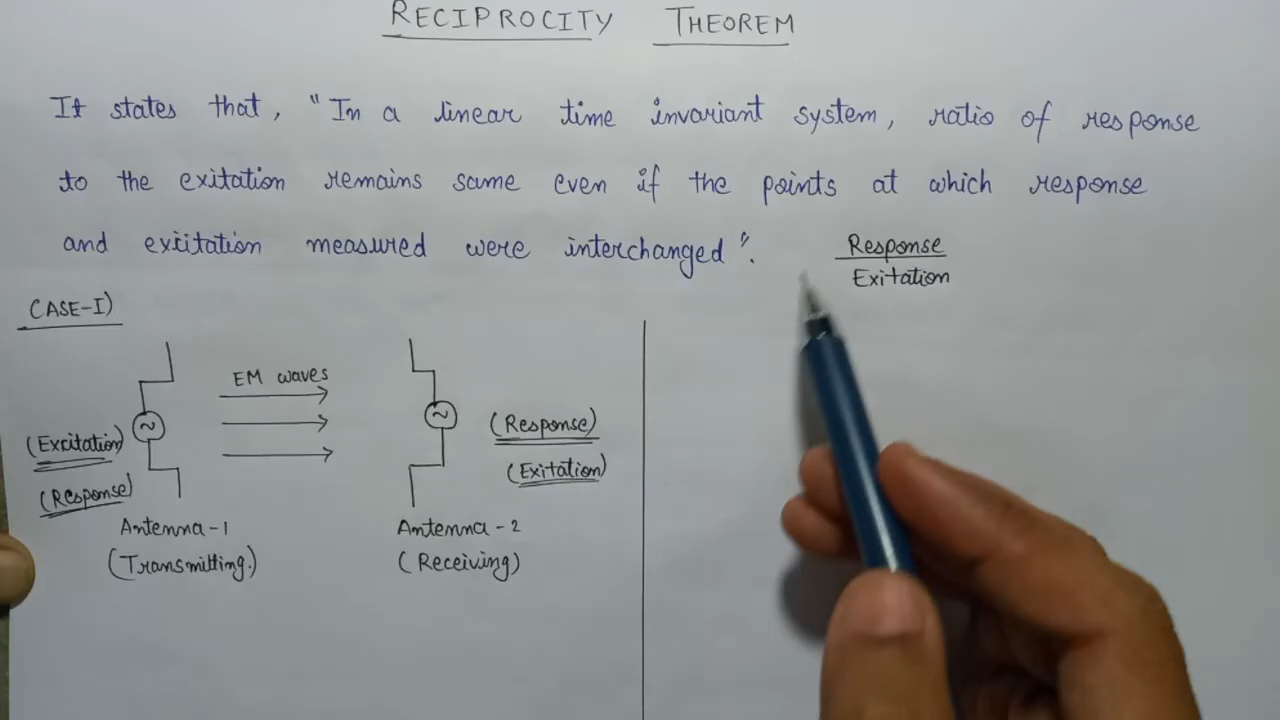 RECIPROCITY THEOREM
It states that, "In a linear time invariant system, ratio of response
to the exitation remains same even if the points at which response
and excitation measured were interchanged".
Response
Exitation
CASE-I)
EM waves
~
~
(Excitation)
(Response)
(Response)
(Exitation)
Antenna-1
(Transmitting.)
Antenna-2
(Receiving)